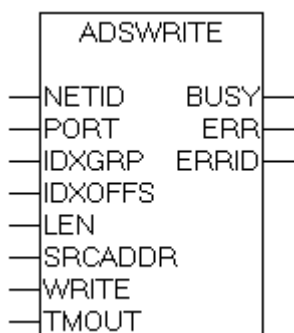 ADSWRITE
NETID BUSY
PORT ERR
IDXGRP ERRID
IDXOFFS
LEN
SRCADDR
WRITE
TMOUT